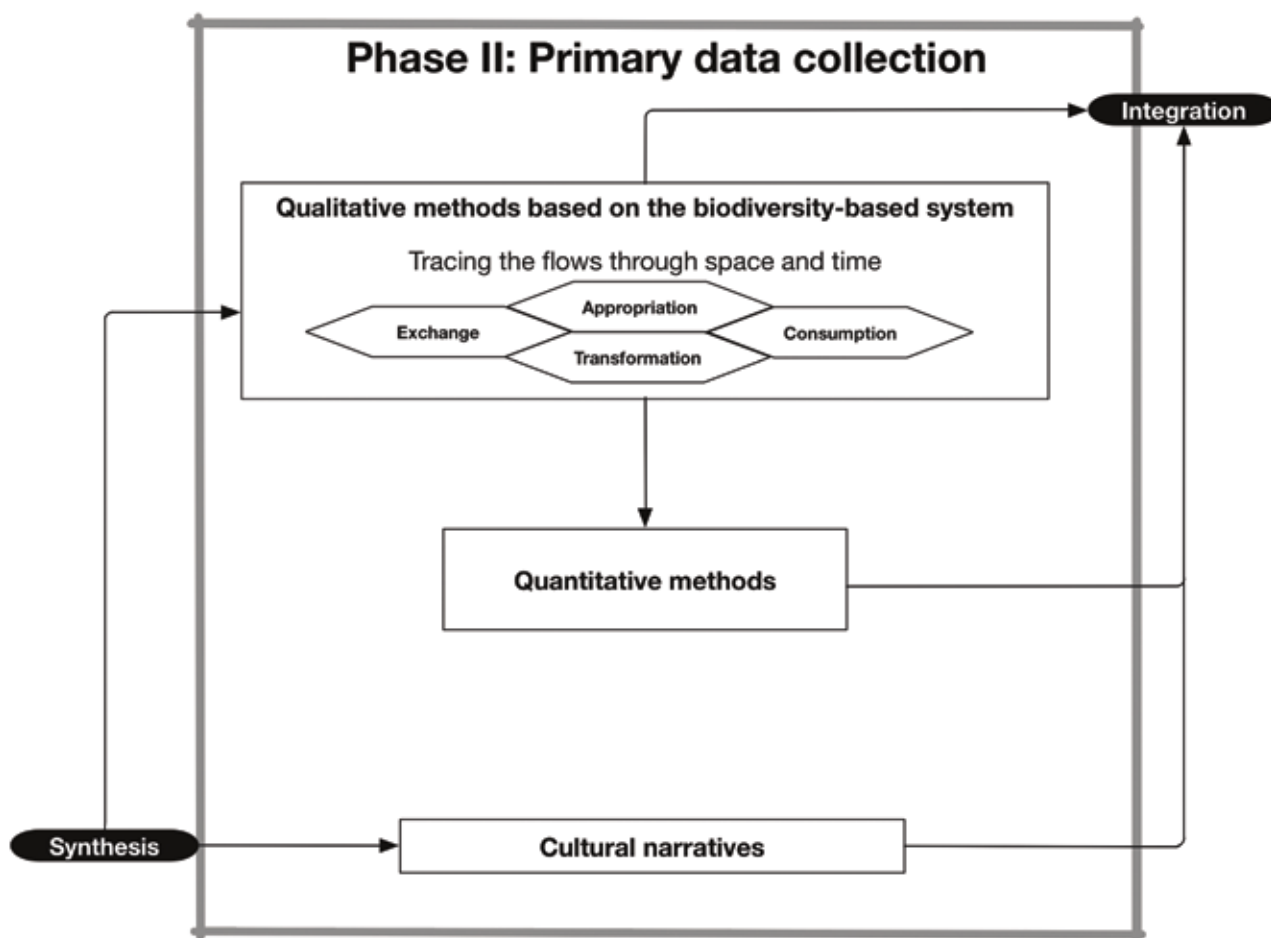 Phase II: Primary data collection
Integration
Qualitative methods based on the biodiversity-based system
Tracing the flows through space and time
Appropriation
Exchange
Consumption
Transformation
Quantitative methods
Synthesis
Cultural narratives